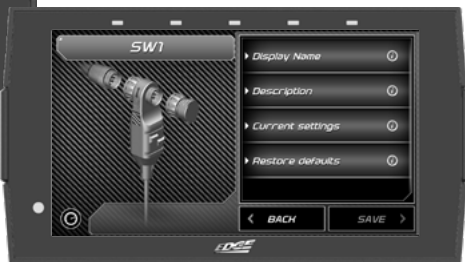 SW1
Display Name
Description
Current settings
Restore defaults
< BACK
SAVE >
EDGE